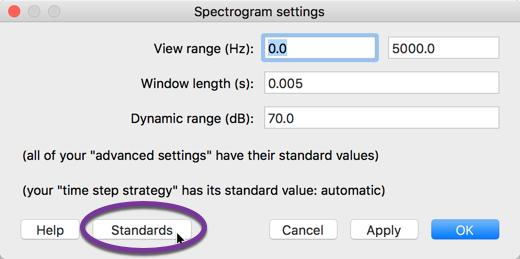 Spectrogram settings
View range (Hz): 0.0 5000.0
Window length (s): 0.005
Dynamic range (dB): 70.0
(all of your "advanced settings" have their standard values)
(your "time step strategy" has its standard value: automatic)
Help Standards Cancel Apply OK